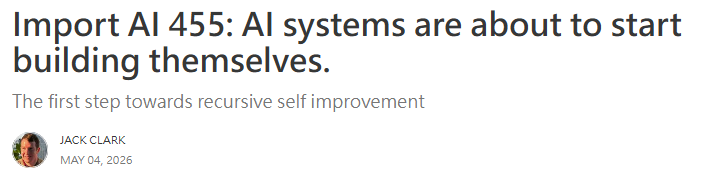 Import AI 455: AI systems are about to start
building themselves.
The first step towards recursive self improvement
JACK CLARK
MAY 04, 2026